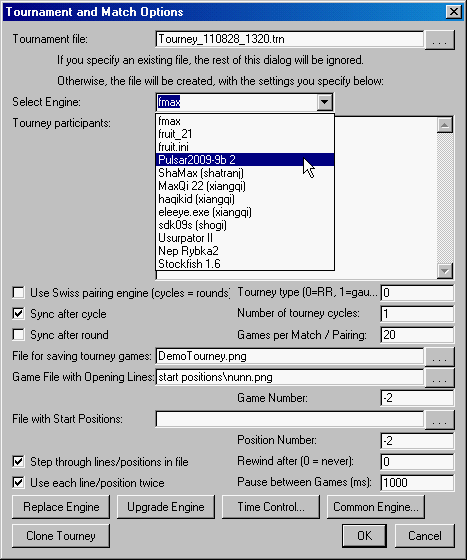 Tournament and Match Options
Tournament file: Tourney_110828_1320.trn ...
If you specify an existing file, the rest of this dialog will be ignored.
Otherwise, the file will be created, with the settings you specify below:
Select Engine: fmax
Tourney participants:
fmax
fruit_21
fruit.ini
Pulsar2009-9b 2
ShaMax (shatranj)
MaxQi 22 (xiangqi)
haqikid (xiangqi)
eleeye.exe (xiangqi)
sdk09s (shogi)
Usurpator II
Nep Rybka2
Stockfish 1.6
Use Swiss pairing engine (cycles = rounds) Tourney type (0=RR, 1=gau... 0
Sync after cycle Number of tourney cycles: 1
Sync after round Games per Match / Pairing: 20
File for saving tourney games: DemoTourney.png ...
Game File with Opening Lines: start positions\nunn.png ...
Game Number: -2
File with Start Positions: ...
Position Number: -2
Step through lines/positions in file Rewind after (0 = never): 0
Use each line/position twice Pause between Games (ms): 1000
Replace Engine Upgrade Engine Time Control... Common Engine...
Clone Tourney OK Cancel